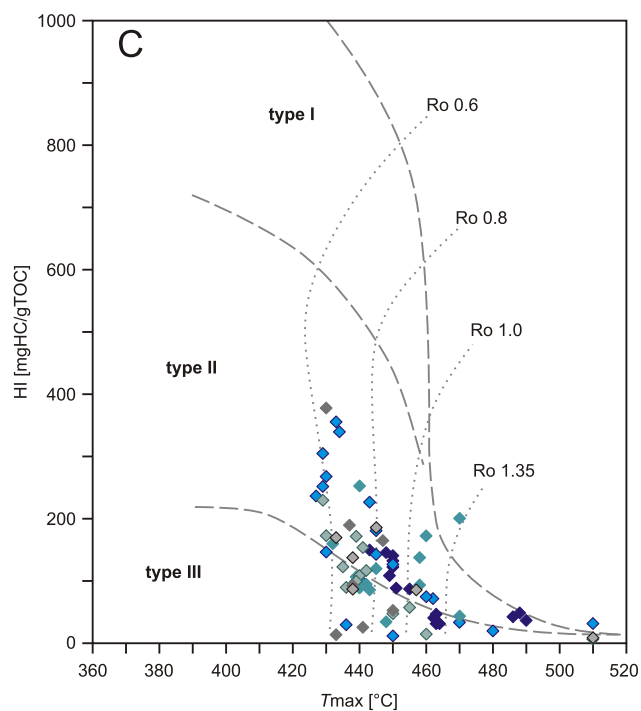 1000
C
Ro 0.6
type I
800
Ro 0.8
600
HI [mgHC/gTOC]
Ro 1.0
type II
400
Ro 1.35
200
type III
0
360 380 400 420 440 460 480 500 520
Tmax [°C]